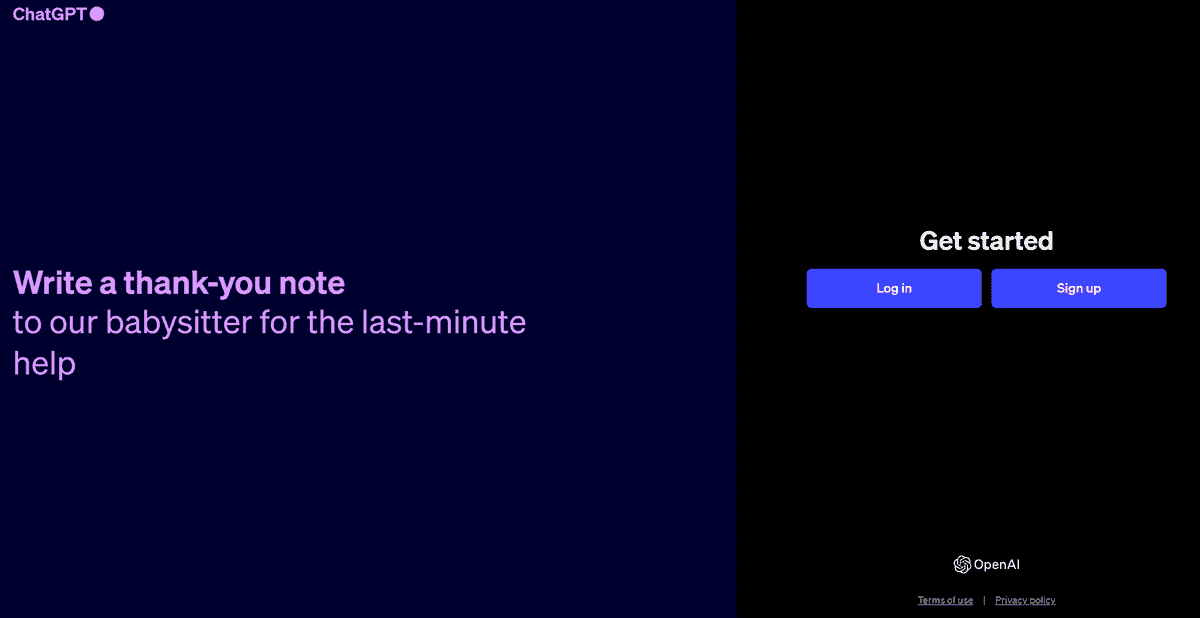 ChatGPT
Write a thank-you note
to our babysitter for the last-minute
help
Get started
Log in
Sign up
OpenAI
Terms of use | Privacy policy